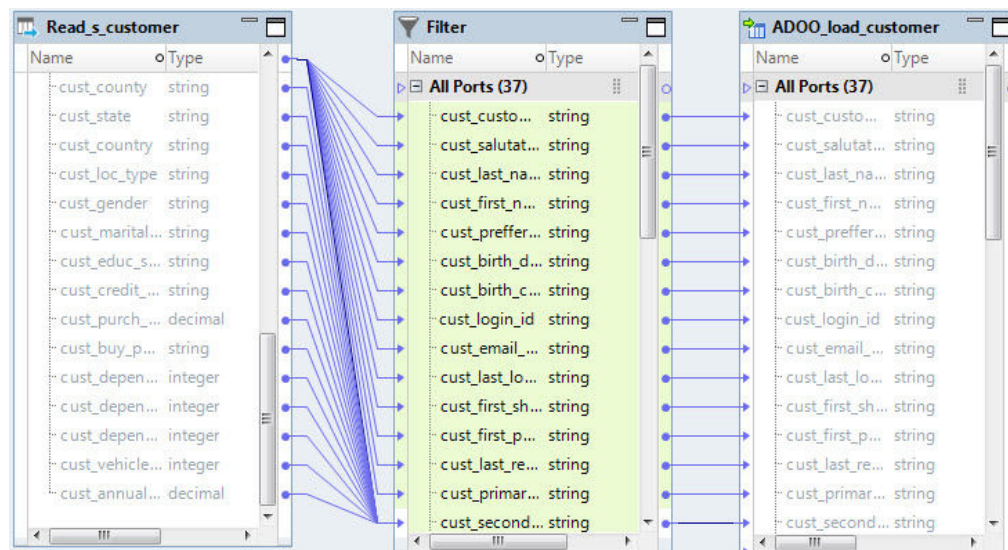 Read_s_customer
Name Type
cust_county string
cust_state string
cust_country string
cust_loc_type string
cust_gender string
cust_marital... string
cust_educ_s... string
cust_credit_... string
cust_purch_... decimal
cust_buy_p... string
cust_depen... integer
cust_depen... integer
cust_depen... integer
cust_vehicle... integer
cust_annual... decimal
Filter
Name Type
All Ports (37)
cust_custo... string
cust_salutat... string
cust_last_na... string
cust_first_n... string
cust_preffer... string
cust_birth_d... string
cust_birth_c... string
cust_login_id string
cust_email_... string
cust_last_lo... string
cust_first_sh... string
cust_first_p... string
cust_last_re... string
cust_primar... string
cust_second... string
ADOO_load_customer
Name Type
All Ports (37)
cust_custo... string
cust_salutat... string
cust_last_na... string
cust_first_n... string
cust_preffer... string
cust_birth_d... string
cust_birth_c... string
cust_login_id string
cust_email_... string
cust_last_lo... string
cust_first_sh... string
cust_first_p... string
cust_last_re... string
cust_primar... string
cust_second... string